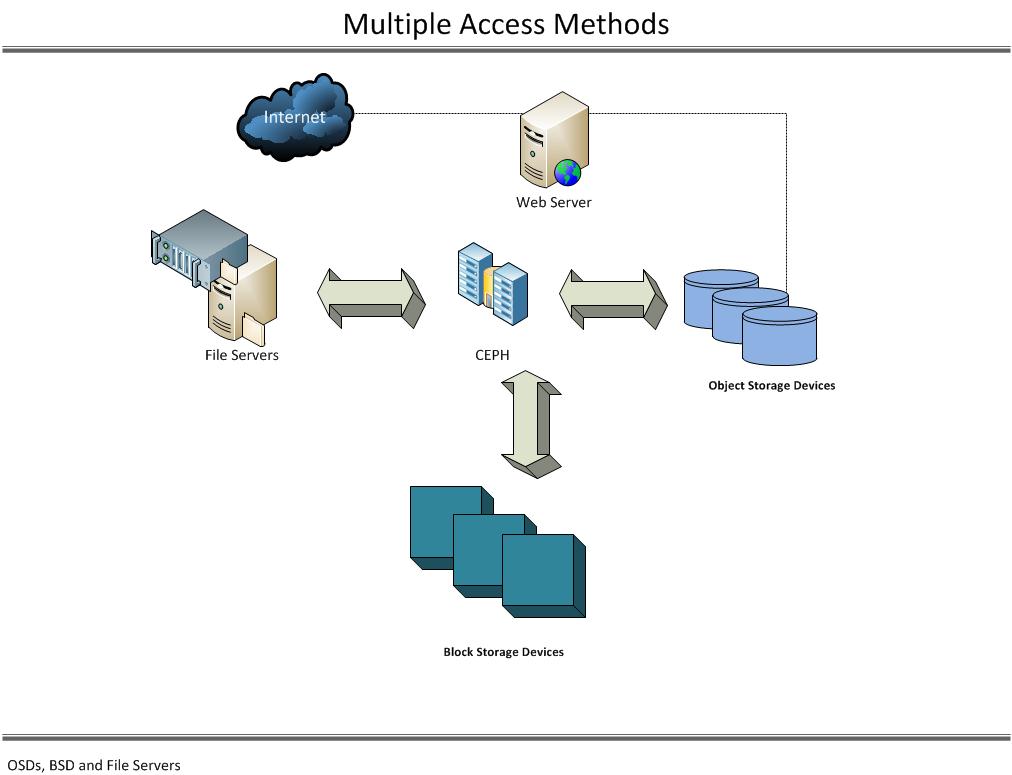 Multiple Access Methods
Internet
Web Server
File Servers
CEPH
Object Storage Devices
Block Storage Devices
OSDs, BSD and File Servers